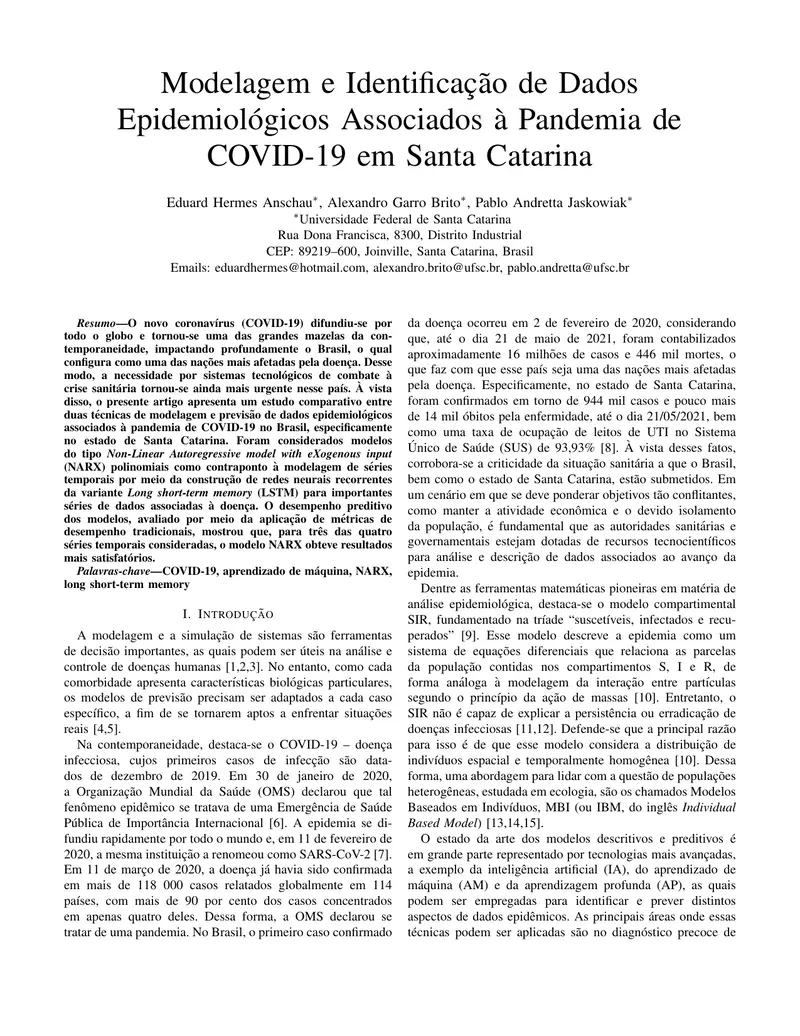 Modelagem e Identificação de Dados
Epidemiológicos Associados à Pandemia de
COVID-19 em Santa Catarina
Eduard Hermes Anschau*, Alexandro Garro Brito*, Pablo Andretta Jaskowiak*
*Universidade Federal de Santa Catarina
Rua Dona Francisca, 8300, Distrito Industrial
CEP: 89219–600, Joinville, Santa Catarina, Brasil
Emails: eduardhermes@hotmail.com, alexandro.brito@ufsc.br, pablo.andretta@ufsc.br
Resumo—O novo coronavírus (COVID-19) difundiu-se por
todo o globo e tornou-se uma das grandes mazelas da con-
temporaneidade, impactando profundamente o Brasil, o qual
configura como uma das nações mais afetadas pela doença. Desse
modo, a necessidade por sistemas tecnológicos de combate à
crise sanitária tornou-se ainda mais urgente nesse país. À vista
disso, o presente artigo apresenta um estudo comparativo entre
duas técnicas de modelagem e previsão de dados epidemiológicos
associados à pandemia de COVID-19 no Brasil, especificamente
no estado de Santa Catarina. Foram considerados modelos
do tipo Non-Linear Autoregressive model with eXogenous input
(NARX) polinomiais como contraponto à modelagem de séries
temporais por meio da construção de redes neurais recorrentes
da variante Long short-term memory (LSTM) para importantes
séries de dados associadas à doença. O desempenho preditivo
dos modelos, avaliado por meio da aplicação de métricas de
desempenho tradicionais, mostrou que, para três das quatro
séries temporais consideradas, o modelo NARX obteve resultados
mais satisfatórios.
Palavras-chave—COVID-19, aprendizado de máquina, NARX,
long short-term memory
I. INTRODUÇÃO
A modelagem e a simulação de sistemas são ferramentas
de decisão importantes, as quais podem ser úteis na análise e
controle de doenças humanas [1,2,3]. No entanto, como cada
comorbidade apresenta características biológicas particulares,
os modelos de previsão precisam ser adaptados a cada caso
específico, a fim de se tornarem aptos a enfrentar situações
reais [4,5].
Na contemporaneidade, destaca-se o COVID-19 – doença
infecciosa, cujos primeiros casos de infecção são data-
dos de dezembro de 2019. Em 30 de janeiro de 2020,
a Organização Mundial da Saúde (OMS) declarou que tal
fenômeno epidêmico se tratava de uma Emergência de Saúde
Pública de Importância Internacional [6]. A epidemia se di-
fundiu rapidamente por todo o mundo e, em 11 de fevereiro de
2020, a mesma instituição a renomeou como SARS-CoV-2 [7].
Em 11 de março de 2020, a doença já havia sido confirmada
em mais de 118 000 casos relatados globalmente em 114
países, com mais de 90 por cento dos casos concentrados
em apenas quatro deles. Dessa forma, a OMS declarou se
tratar de uma pandemia. No Brasil, o primeiro caso confirmado
da doença ocorreu em 2 de fevereiro de 2020, considerando
que, até o dia 21 de maio de 2021, foram contabilizados
aproximadamente 16 milhões de casos e 446 mil mortes, o
que faz com que esse país seja uma das nações mais afetadas
pela doença. Especificamente, no estado de Santa Catarina,
foram confirmados em torno de 944 mil casos e pouco mais
de 14 mil óbitos pela enfermidade, até o dia 21/05/2021, bem
como uma taxa de ocupação de leitos de UTI no Sistema
Único de Saúde (SUS) de 93,93% [8]. À vista desses fatos,
corrobora-se a criticidade da situação sanitária a que o Brasil,
bem como o estado de Santa Catarina, estão submetidos. Em
um cenário em que se deve ponderar objetivos tão conflitantes,
como manter a atividade econômica e o devido isolamento
da população, é fundamental que as autoridades sanitárias e
governamentais estejam dotadas de recursos tecnocientíficos
para análise e descrição de dados associados ao avanço da
epidemia.
Dentre as ferramentas matemáticas pioneiras em matéria de
análise epidemiológica, destaca-se o modelo compartimental
SIR, fundamentado na tríade “suscetíveis, infectados e recu-
perados” [9]. Esse modelo descreve a epidemia como um
sistema de equações diferenciais que relaciona as parcelas
da população contidas nos compartimentos S, I e R, de
forma análoga à modelagem da interação entre partículas
segundo o princípio da ação de massas [10]. Entretanto, o
SIR não é capaz de explicar a persistência ou erradicação de
doenças infecciosas [11,12]. Defende-se que a principal razão
para isso é de que esse modelo considera a distribuição de
indivíduos espacial e temporalmente homogênea [10]. Dessa
forma, uma abordagem para lidar com a questão de populações
heterogêneas, estudada em ecologia, são os chamados Modelos
Baseados em Indivíduos, MBI (ou IBM, do inglês Individual
Based Model) [13,14,15].
O estado da arte dos modelos descritivos e preditivos é
em grande parte representado por tecnologias mais avançadas,
a exemplo da inteligência artificial (IA), do aprendizado de
máquina (AM) e da aprendizagem profunda (AP), as quais
podem ser empregadas para identificar e prever distintos
aspectos de dados epidêmicos. As principais áreas onde essas
técnicas podem ser aplicadas são no diagnóstico precoce de